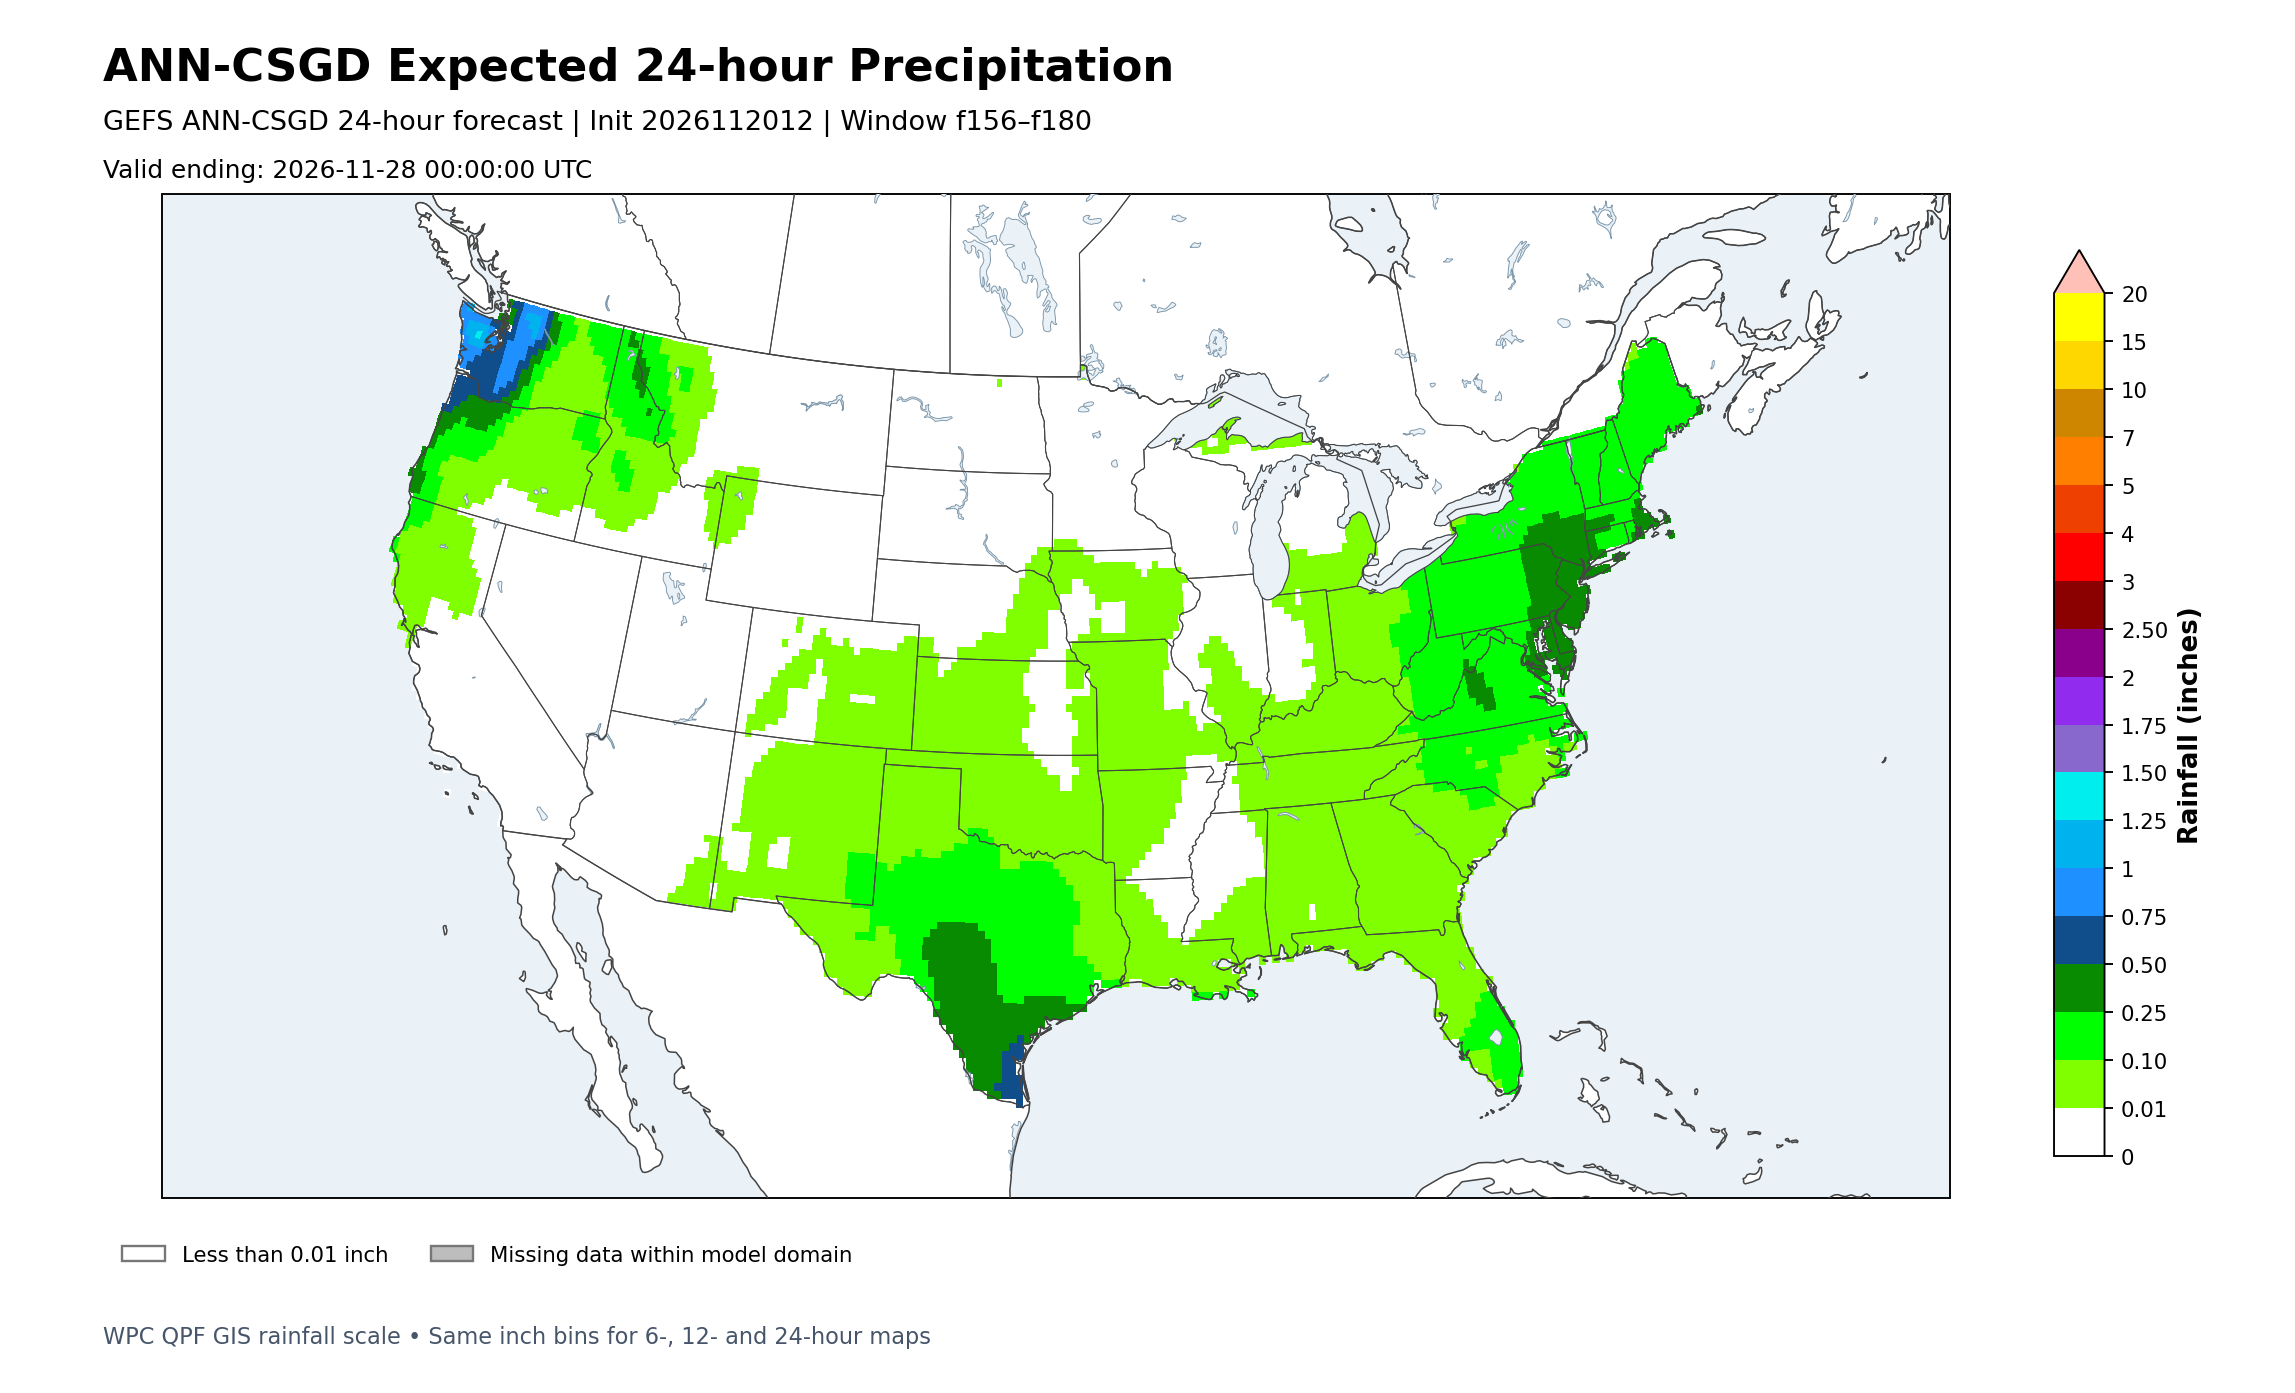 ANN-CSGD Expected 24-hour Precipitation
GEFS ANN-CSGD 24-hour forecast | Init 2026112012 | Window f156–f180
Valid ending: 2026-11-28 00:00:00 UTC
20
15
10
7
5
4
3
2.50
2
1.75
1.50
1.25
1
0.75
0.50
0.25
0.10
0.01
0
Rainfall (inches)
Less than 0.01 inch
Missing data within model domain
WPC QPF GIS rainfall scale • Same inch bins for 6-, 12- and 24-hour maps